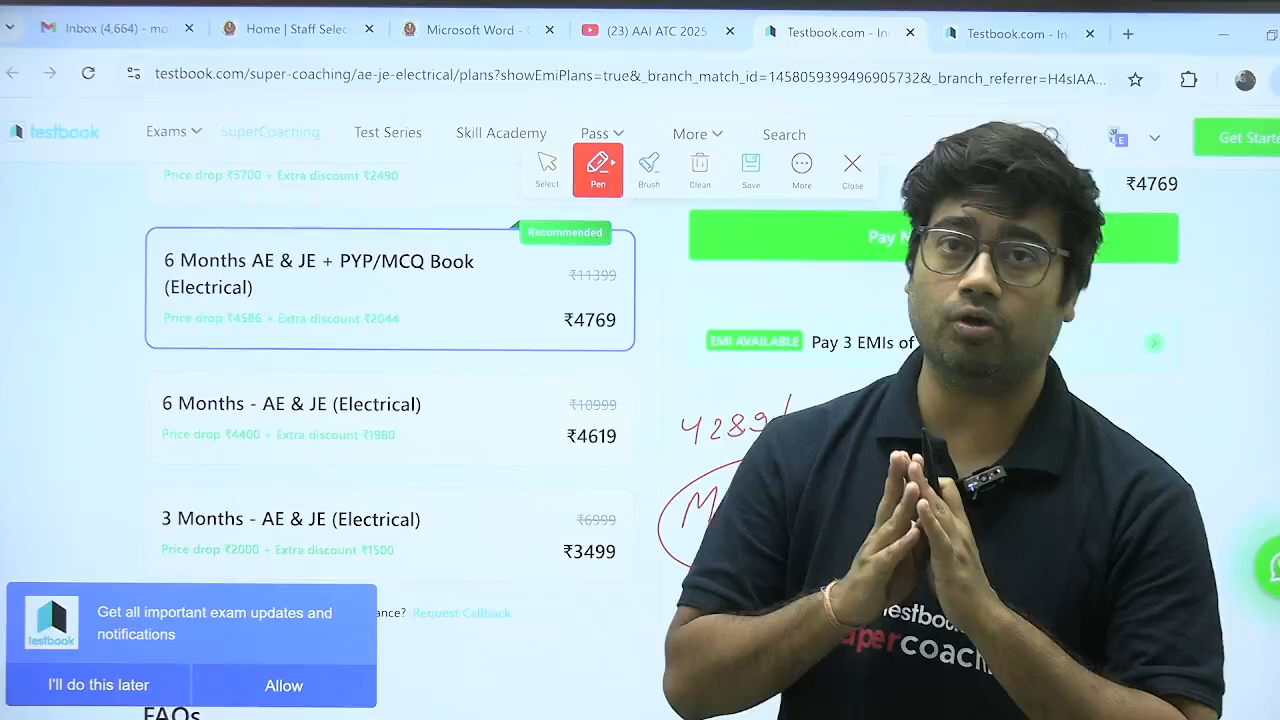 Inbox (4,664) - mo
Home | Staff Selec
Microsoft Word - C
(23) AAI ATC 2025
Testbook.com - In
Testbook.com - In
testbook.com/super-coaching/ae-je-electrical/plans?showEmiPlans=true&_branch_match_id=1458059399496905732&_branch_referrer=H4sIAA...
testbook
Exams
SuperCoaching
Test Series
Skill Academy
Pass
More
Search
E
Get Starte
Select
Pen
Brush
Clean
Save
More
Close
Price drop ₹5700 + Extra discount ₹2490
₹4769
Recommended
Pay N
6 Months AE & JE + PYP/MCQ Book
(Electrical)
₹11399
Price drop ₹4586 + Extra discount ₹2044
₹4769
EMI AVAILABLE
Pay 3 EMIs of
6 Months - AE & JE (Electrical)
₹10999
Price drop ₹4400 + Extra discount ₹1980
₹4619
4289/
M
3 Months - AE & JE (Electrical)
₹6999
Price drop ₹2000 + Extra discount ₹1500
₹3499
ance? Request Callback
Get all important exam updates and
notifications
testbook
I'll do this later
Allow
FAQs
testboo
supercoach